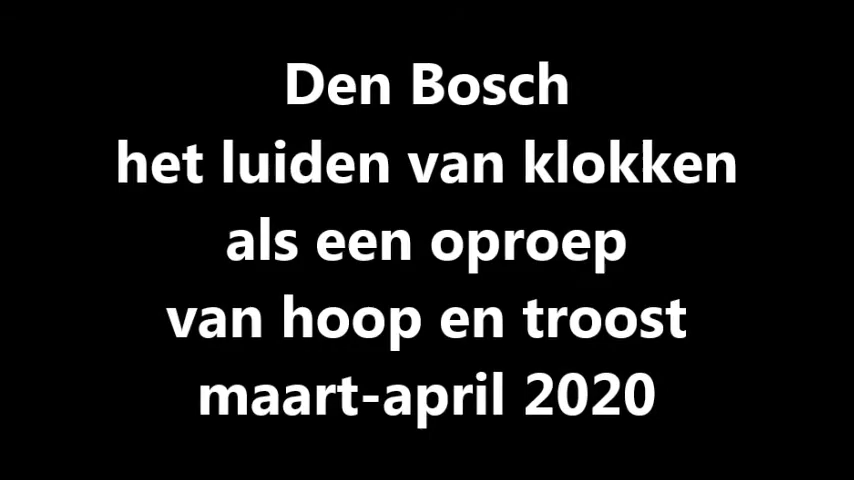 Den Bosch
het luiden van klokken
als een oproep
van hoop en troost
maart-april 2020